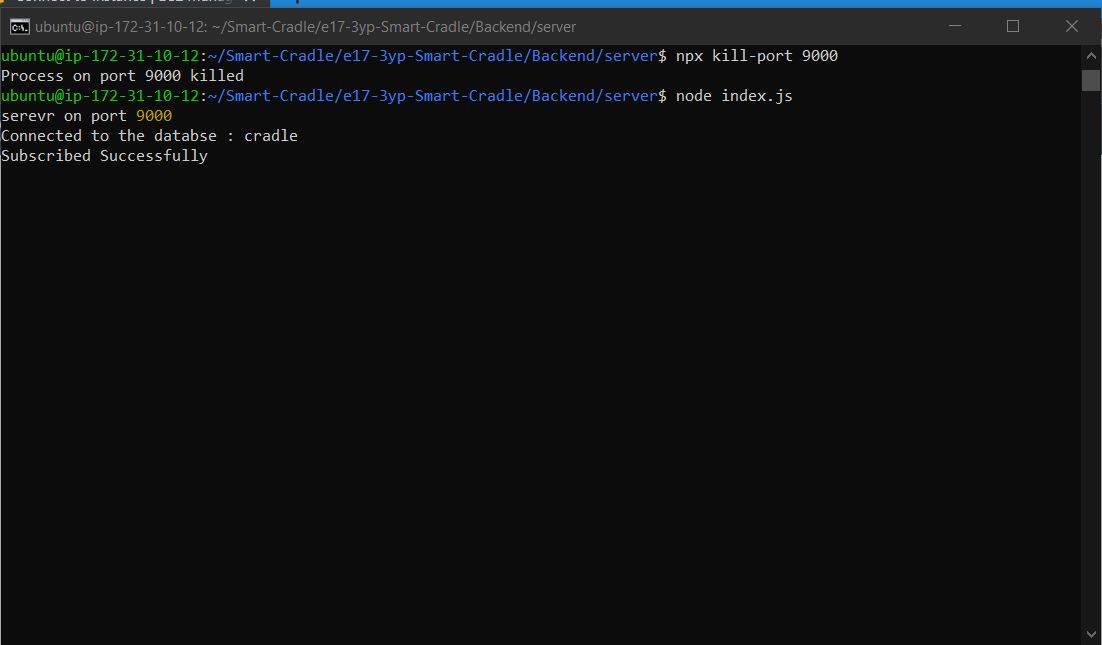 ubuntu@ip-172-31-10-12: ~/Smart-Cradle/e17-3yp-Smart-Cradle/Backend/server
ubuntu@ip-172-31-10-12:~/Smart-Cradle/e17-3yp-Smart-Cradle/Backend/server$ npx kill-port 9000
Process on port 9000 killed
ubuntu@ip-172-31-10-12:~/Smart-Cradle/e17-3yp-Smart-Cradle/Backend/server$ node index.js
serevr on port 9000
Connected to the databse : cradle
Subscribed Successfully